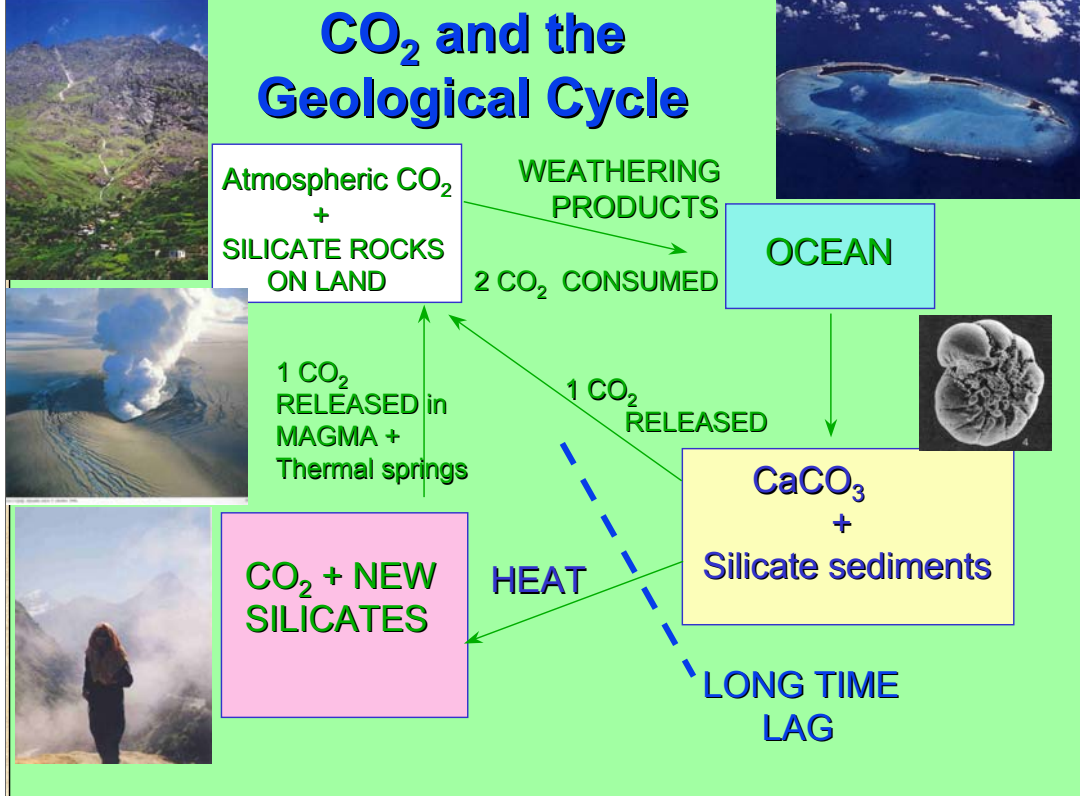 CO₂ and the
Geological Cycle
Atmospheric CO₂
+
SILICATE ROCKS
ON LAND
WEATHERING
PRODUCTS
2 CO₂ CONSUMED
OCEAN
1 CO₂
RELEASED in
MAGMA +
Thermal springs
1 CO₂
RELEASED
4
CaCO₃
+
Silicate sediments
CO₂ + NEW
SILICATES
HEAT
LONG TIME
LAG